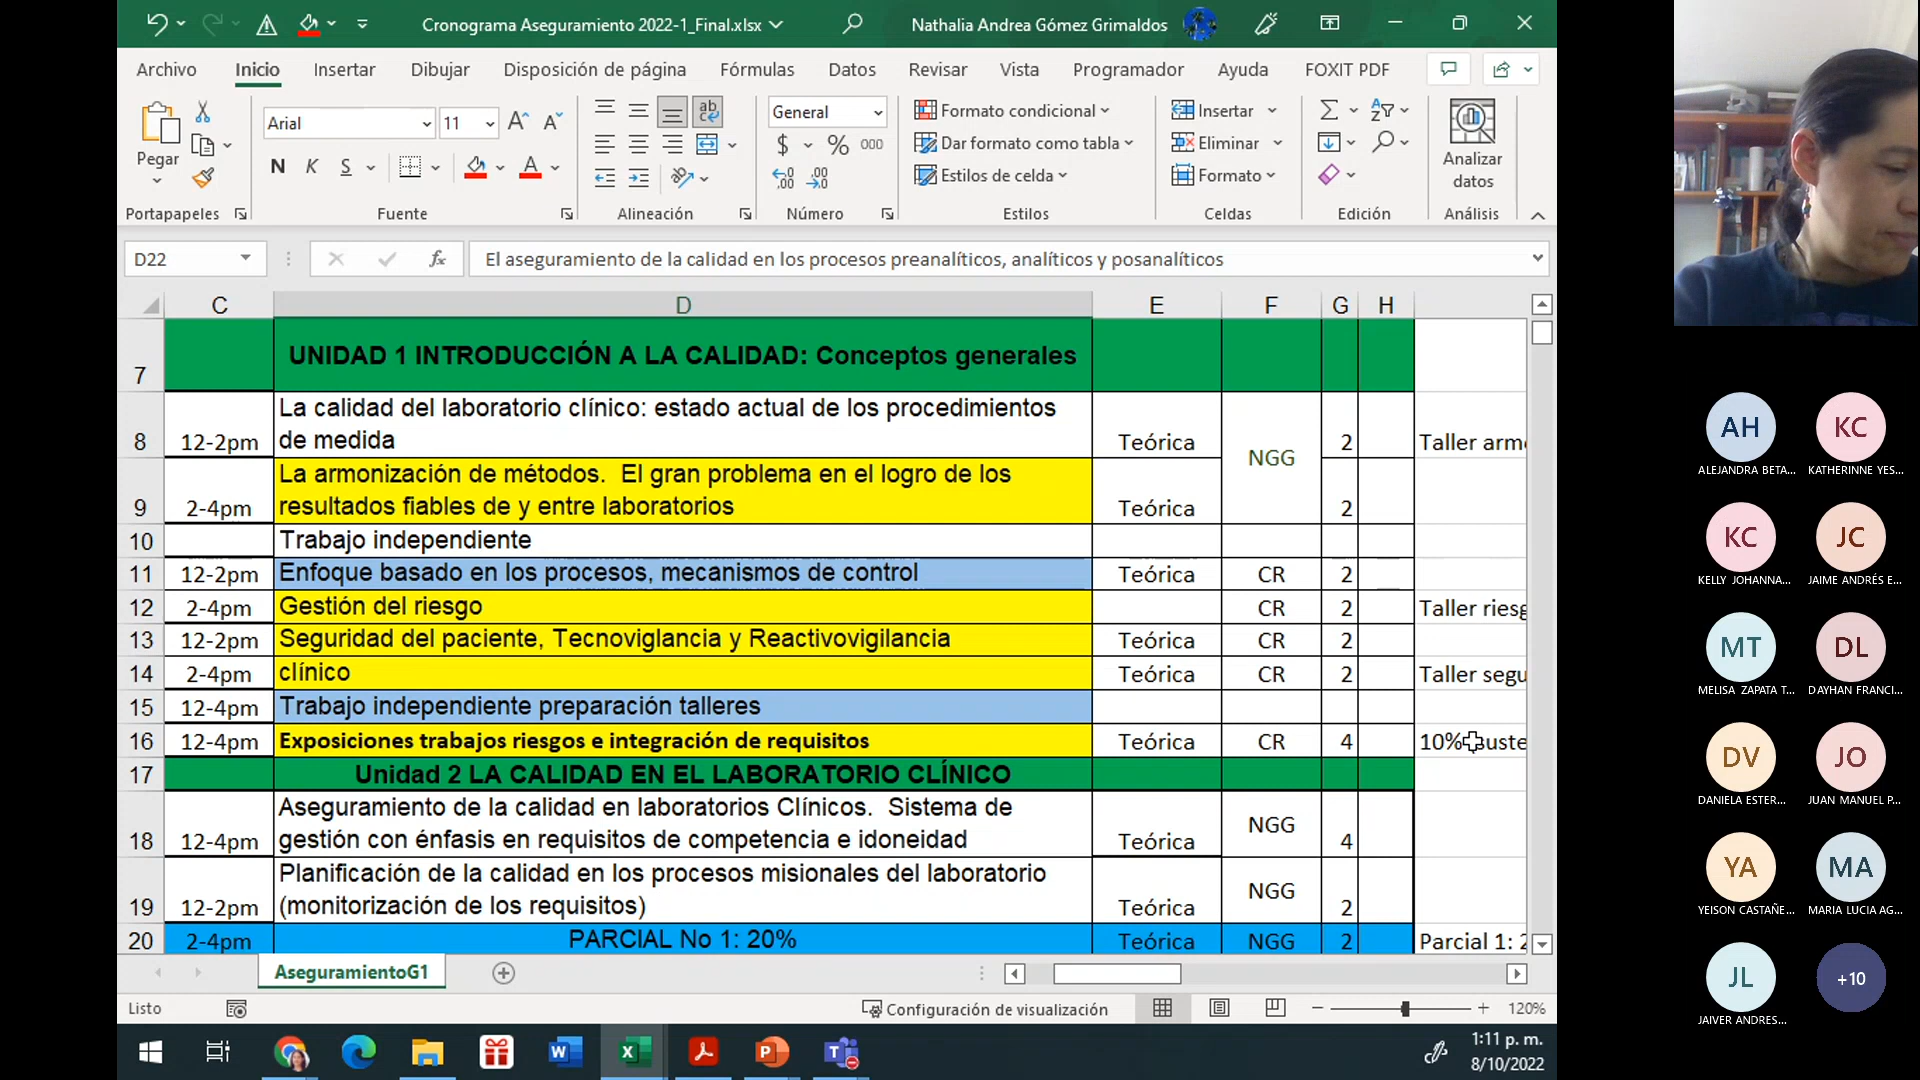 Cronograma Aseguramiento 2022-1_Final.xlsx
Nathalia Andrea Gómez Grimaldos
Archivo Inicio Insertar Dibujar Disposición de página Fórmulas Datos Revisar Vista Programador Ayuda FOXIT PDF
Pegar
Arial 11
N K S
General
$ % 000
Formato condicional
Dar formato como tabla
Estilos de celda
Insertar
Eliminar
Formato
Analizar datos
Portapapeles Fuente Alineación Número Estilos Celdas Edición Análisis
D22 fx El aseguramiento de la calidad en los procesos preanalíticos, analíticos y posanalíticos
C D E F G H
7 UNIDAD 1 INTRODUCCIÓN A LA CALIDAD: Conceptos generales
La calidad del laboratorio clínico: estado actual de los procedimientos
8 12-2pm de medida Teórica NGG 2 Taller arm
La armonización de métodos. El gran problema en el logro de los
9 2-4pm resultados fiables de y entre laboratorios Teórica 2
10 Trabajo independiente
11 12-2pm Enfoque basado en los procesos, mecanismos de control Teórica CR 2
12 2-4pm Gestión del riesgo CR 2 Taller riesg
13 12-2pm Seguridad del paciente, Tecnoviglancia y Reactivovigilancia Teórica CR 2
14 2-4pm clínico Teórica CR 2 Taller segu
15 12-4pm Trabajo independiente preparación talleres
16 12-4pm Exposiciones trabajos riesgos e integración de requisitos Teórica CR 4 10% uste
17 Unidad 2 LA CALIDAD EN EL LABORATORIO CLÍNICO
Aseguramiento de la calidad en laboratorios Clínicos. Sistema de
18 12-4pm gestión con énfasis en requisitos de competencia e idoneidad Teórica NGG 4
Planificación de la calidad en los procesos misionales del laboratorio
19 12-2pm (monitorización de los requisitos) Teórica NGG 2
20 2-4pm PARCIAL No 1: 20% Teórica NGG 2 Parcial 1: 2
AseguramientoG1
Listo Configuración de visualización 120%
1:11 p. m.
8/10/2022
AH KC
ALEJANDRA BETA... KATHERINNE YES...
KC JC
KELLY JOHANNA... JAIME ANDRÉS E...
MT DL
MELISA ZAPATA T... DAYHAN FRANCI...
DV JO
DANIELA ESTER... JUAN MANUEL P...
YA MA
YEISON CASTAÑE... MARIA LUCIA AG...
JL +10
JAIVER ANDRES...